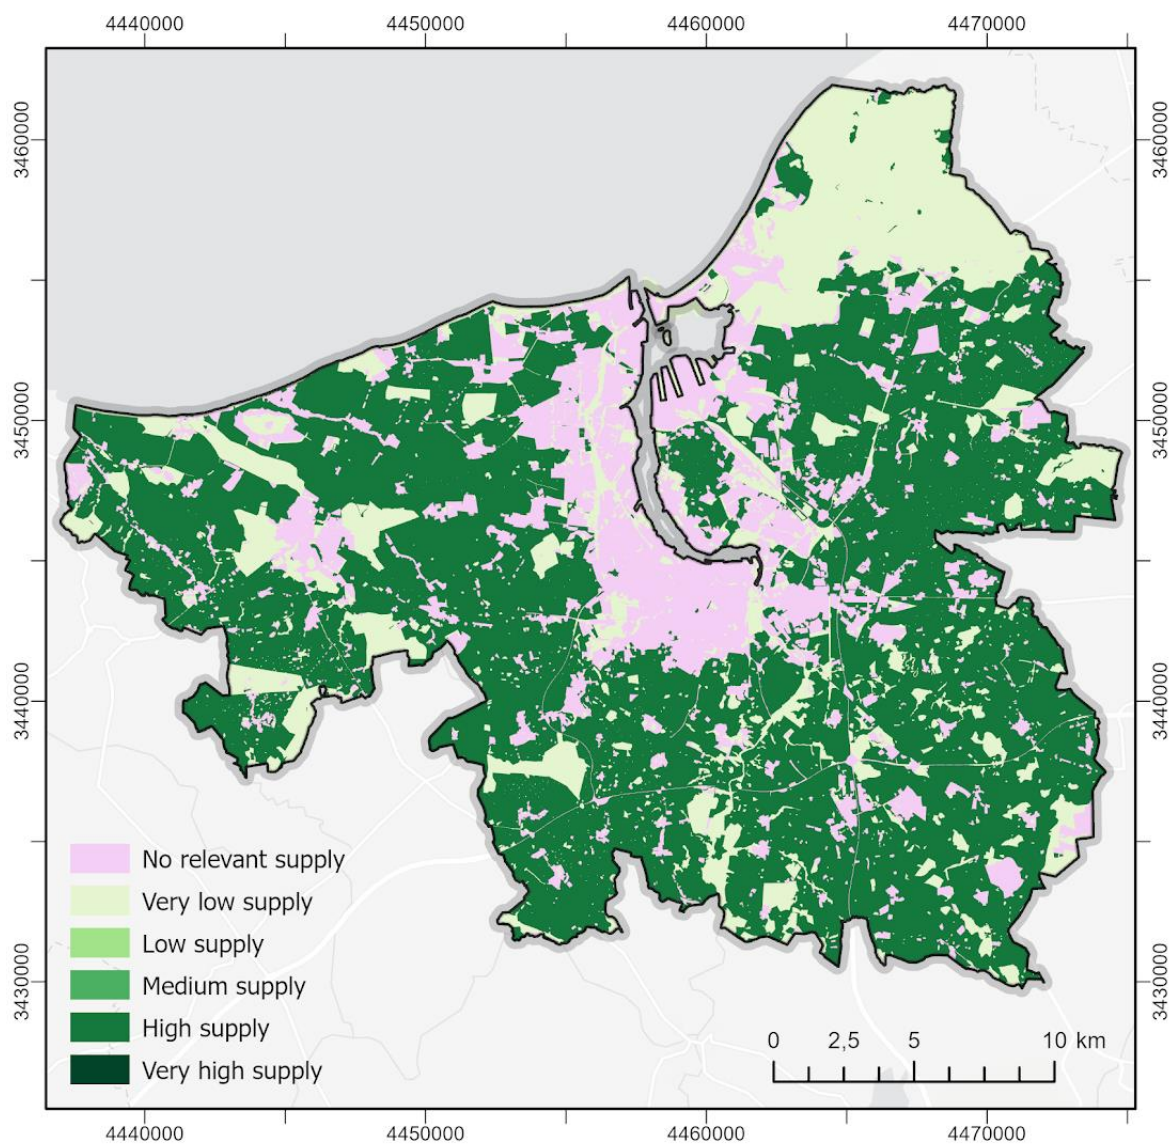 4440000 4450000 4460000 4470000
3460000 3460000
3450000 3450000
3440000 3440000
3430000 3430000
No relevant supply
Very low supply
Low supply
Medium supply
High supply
Very high supply
0 2,5 5 10 km
4440000 4450000 4460000 4470000